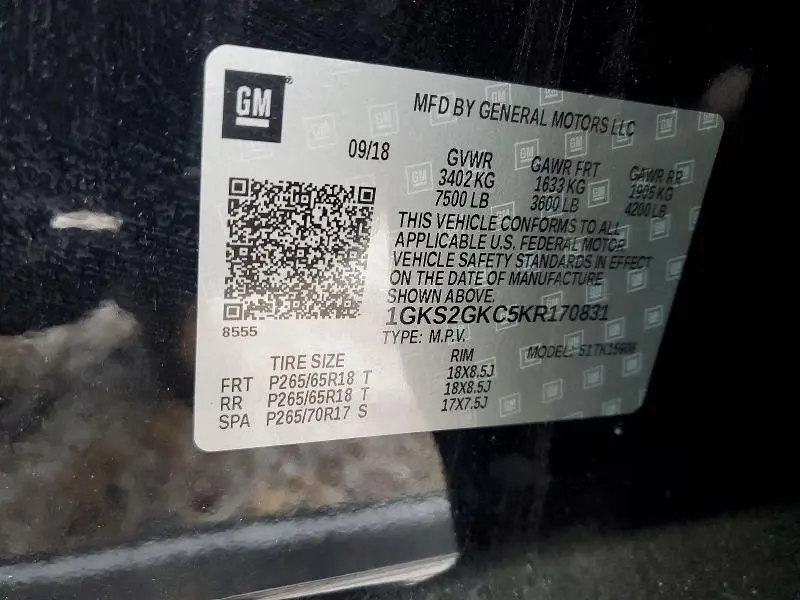 GM
MFD BY GENERAL MOTORS LLC
09/18
GVWR GAWR FRT GAWR RR
3402 KG 1633 KG 1905 KG
7500 LB 3600 LB 4200 LB
THIS VEHICLE CONFORMS TO ALL
APPLICABLE U.S. FEDERAL MOTOR
VEHICLE SAFETY STANDARDS IN EFFECT
ON THE DATE OF MANUFACTURE
SHOWN ABOVE.
1GKS2GKC5KR170831
8555
TYPE: M.P.V. MODEL:
TIRE SIZE RIM
FRT P265/65R18 T 18X8.5J
RR P265/65R18 T 18X8.5J
SPA P265/70R17 S 17X7.5J